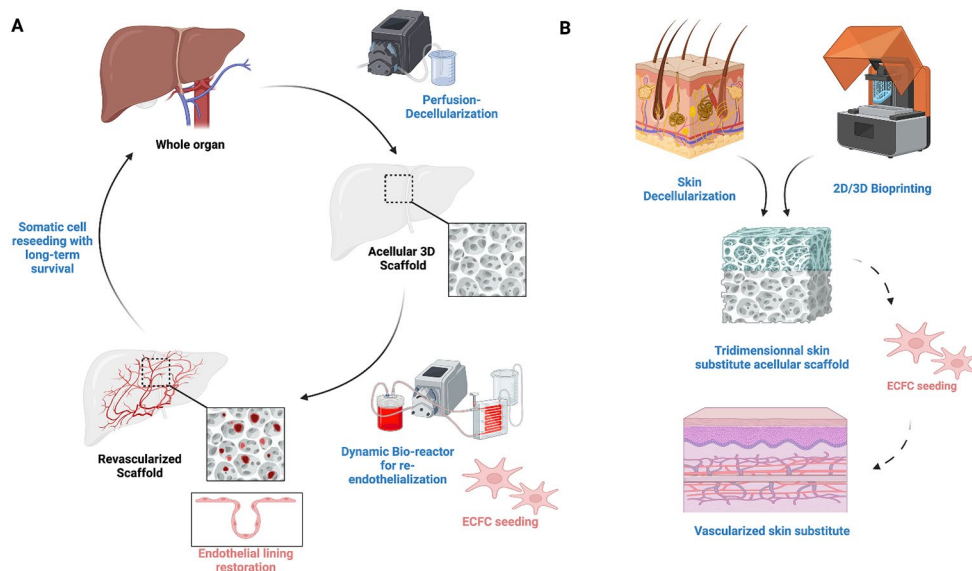 A
Whole organ
Perfusion-
Decellularization
Acellular 3D
Scaffold
Somatic cell
reseeding with
long-term
survival
Revascularized
Scaffold
Dynamic Bio-reactor
for re-
endothelialization
ECFC seeding
Endothelial lining
restoration
B
Skin
Decellularization
2D/3D Bioprinting
Tridimensionnal skin
substitute acellular scaffold
ECFC seeding
Vascularized skin substitute